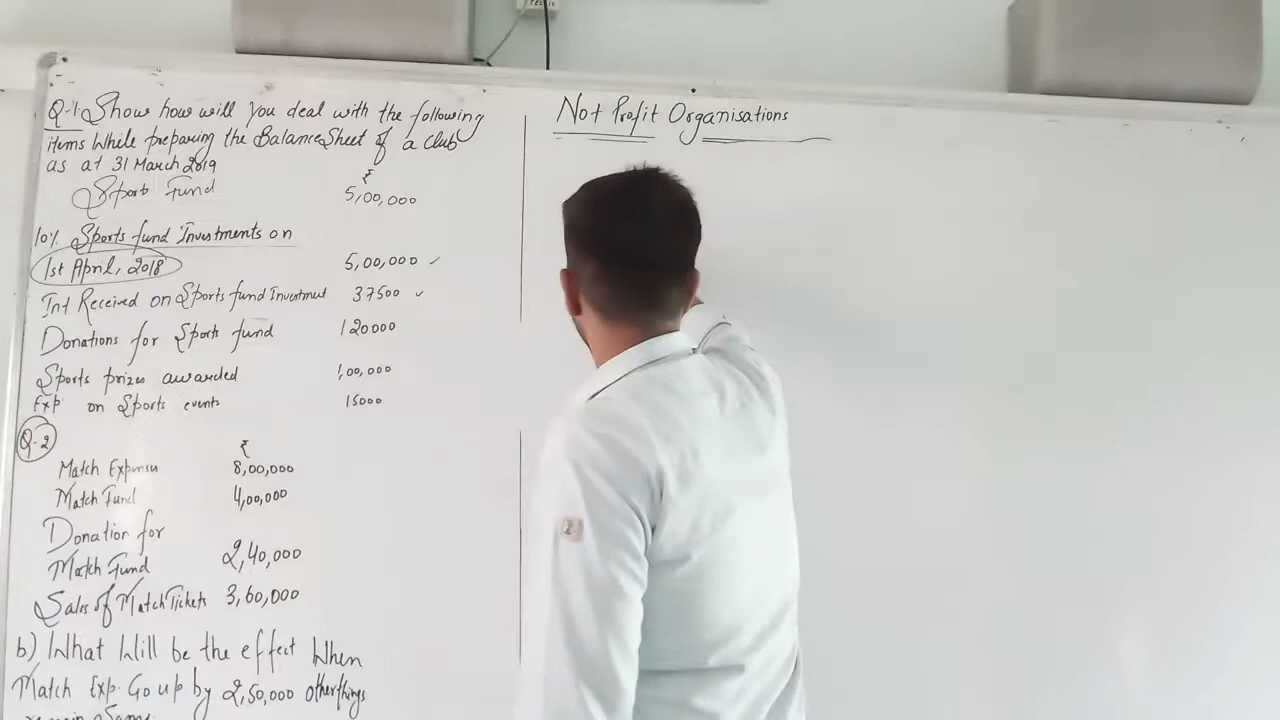 Q-1 Show how will you deal with the following
items While preparing the Balance Sheet of a club
as at 31 March 2019
₹
Sport Fund 5,00,000
10% Sports fund Investments on
1st April, 2018 5,00,000 ✓
Int Received on Sports fund Investment 37500 ✓
Donations for Sports fund 120000
Sports prizes awarded 1,00,000
Exp on Sports events 15000
Q-2
₹
Match Expenses 8,00,000
Match Fund 4,00,000
Donation for
Match Fund 2,40,000
Sales of Match Tickets 3,60,000
b) What Will be the effect When
Match Exp. Go up by 2,50,000 other things
remain Same
Not Profit Organisations